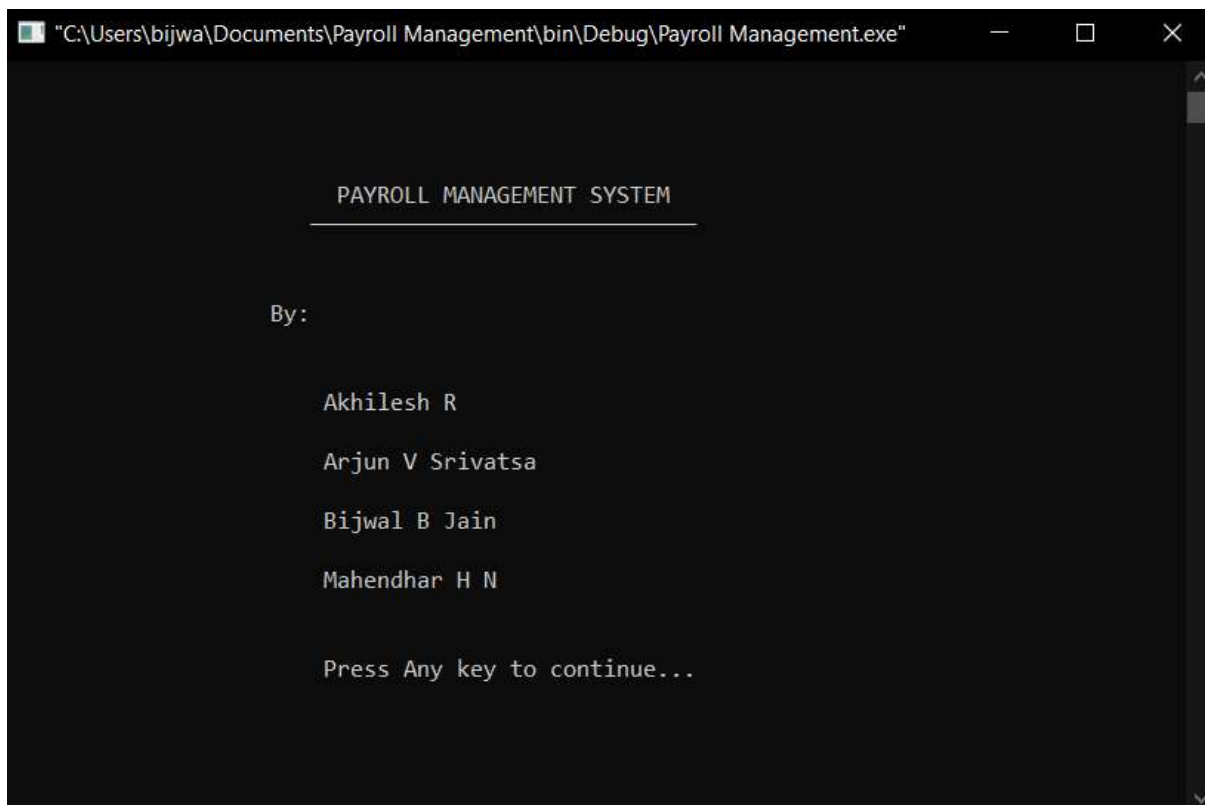 "C:\Users\bijwa\Documents\Payroll Management\bin\Debug\Payroll Management.exe"
PAYROLL MANAGEMENT SYSTEM
By:
Akhilesh R
Arjun V Srivatsa
Bijwal B Jain
Mahendhar H N
Press Any key to continue...